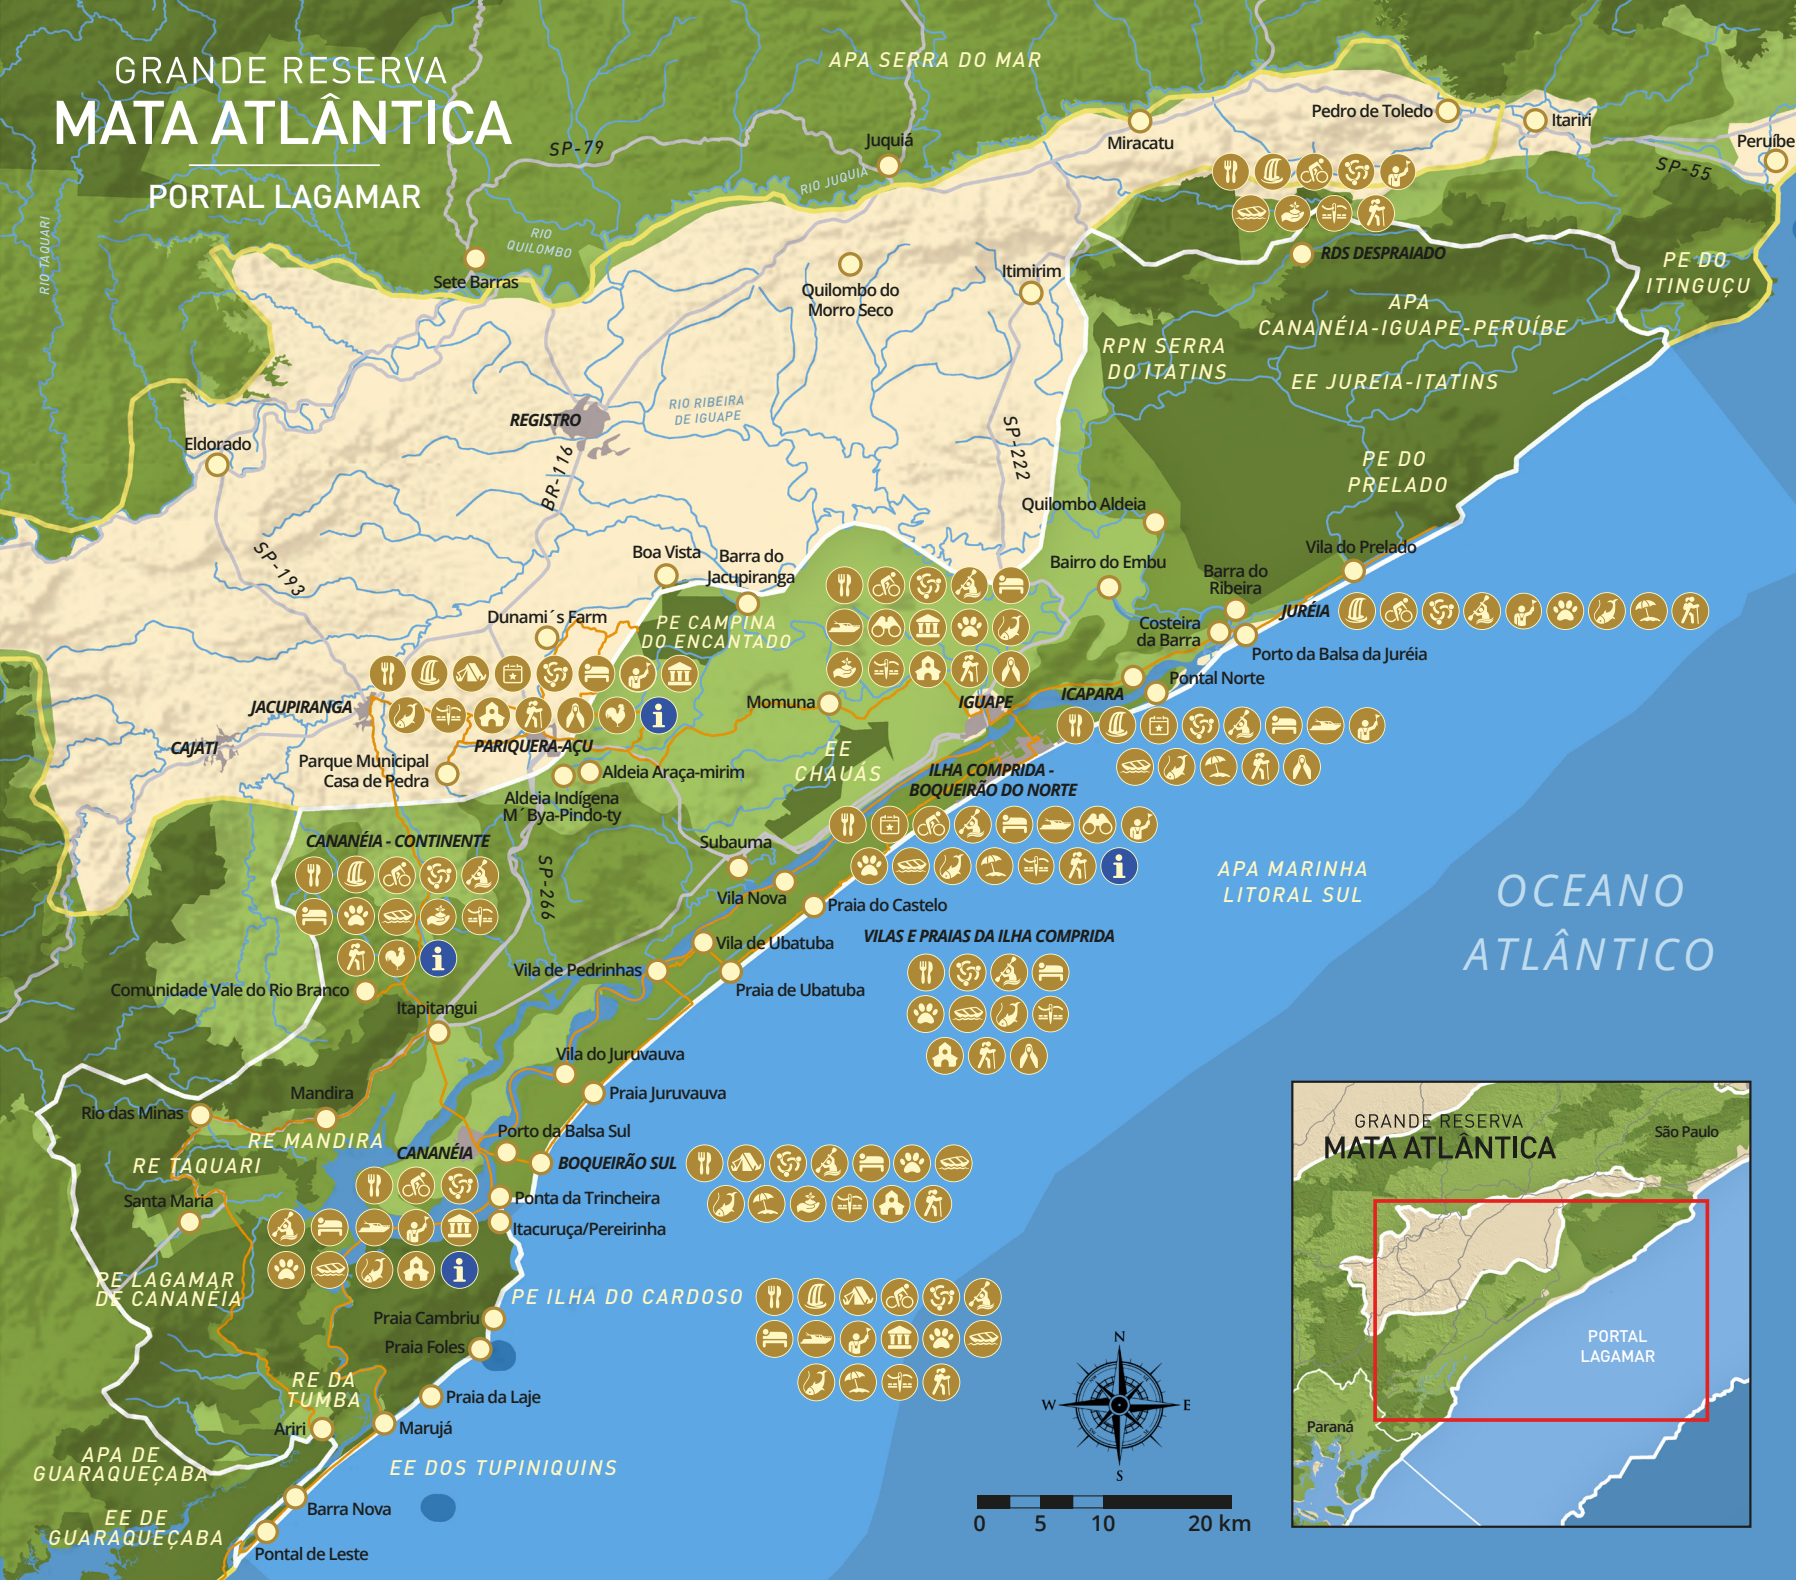 GRANDE RESERVA
MATA ATLÂNTICA
PORTAL LAGAMAR
APA SERRA DO MAR
SP-79
Juquiá
RIO JUQUIA
Miracatu
Pedro de Toledo
Itariri
Peruíbe
SP-55
RIO TAQUARI
RIO
QUILOMBO
Sete Barras
Quilombo do
Morro Seco
Itimirim
RDS DESPRAIADO
PE DO
ITINGUÇU
APA
CANANÉIA-IGUAPE-PERUÍBE
RPN SERRA
DO ITATINS
EE JUREIA-ITATINS
REGISTRO
RIO RIBEIRA
DE IGUAPE
Eldorado
BR-116
SP-222
PE DO
PRELADO
Quilombo Aldeia
SP-193
Boa Vista
Barra do
Jacupiranga
Bairro do Embu
Vila do Prelado
Barra do
Ribeira
JURÉIA
Costeira
da Barra
Porto da Balsa da Juréia
Dunami´s Farm
PE CAMPINA
DO ENCANTADO
Pontal Norte
ICAPARA
Momuna
IGUAPE
JACUPIRANGA
CAJATI
PARIQUERA-AÇU
Parque Municipal
Casa de Pedra
Aldeia Araça-mirim
Aldeia Indígena
M´Bya-Pindo-ty
EE
CHAUÁS
ILHA COMPRIDA -
BOQUEIRÃO DO NORTE
CANANÉIA - CONTINENTE
SP-266
Subauma
Vila Nova
Praia do Castelo
APA MARINHA
LITORAL SUL
OCEANO
ATLÂNTICO
Vila de Ubatuba
VILAS E PRAIAS DA ILHA COMPRIDA
Vila de Pedrinhas
Praia de Ubatuba
Comunidade Vale do Rio Branco
Itapitangui
Vila do Juruvauva
Praia Juruvauva
Mandira
Rio das Minas
RE MANDIRA
RE TAQUARI
Porto da Balsa Sul
CANANÉIA
BOQUEIRÃO SUL
Santa Maria
Ponta da Trincheira
Itacuruça/Pereirinha
PE LAGAMAR
DE CANANÉIA
PE ILHA DO CARDOSO
Praia Cambriu
Praia Foles
RE DA
TUMBA
Praia da Laje
Ariri
Marujá
APA DE
GUARAQUEÇABA
EE DOS TUPINIQUINS
EE DE
GUARAQUEÇABA
Barra Nova
Pontal de Leste
N
W
E
S
0
5
10
20 km
GRANDE RESERVA
MATA ATLÂNTICA
São Paulo
PORTAL
LAGAMAR
Paraná